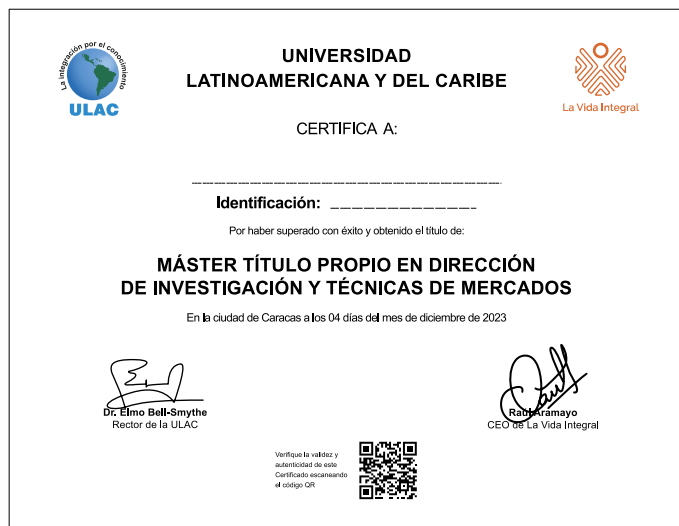 La integración por el conocimiento
ULAC
UNIVERSIDAD
LATINOAMERICANA Y DEL CARIBE
La Vida Integral
CERTIFICA A:
Identificación:
Por haber superado con éxito y obtenido el título de:
MÁSTER TÍTULO PROPIO EN DIRECCIÓN
DE INVESTIGACIÓN Y TÉCNICAS DE MERCADOS
En la ciudad de Caracas a los 04 días del mes de diciembre de 2023
Dr. Elmo Bell-Smythe
Rector de la ULAC
Raúl Aramayo
CEO de La Vida Integral
Verifique la validez y
autenticidad de este
Certificado escaneando
el código QR